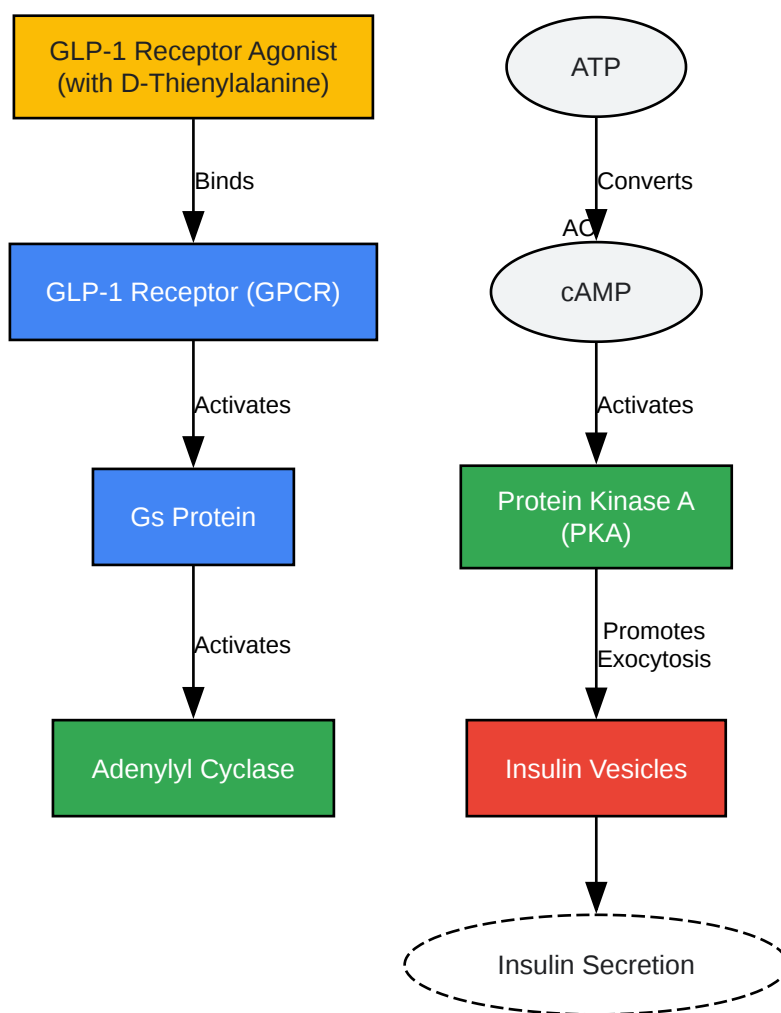 GLP-1 Receptor Agonist
(with D-Thienylalanine)
Binds
GLP-1 Receptor (GPCR)
Activates
Gs Protein
Activates
Adenylyl Cyclase
ATP
Converts
AC
cAMP
Activates
Protein Kinase A
(PKA)
Promotes
Exocytosis
Insulin Vesicles
Insulin Secretion